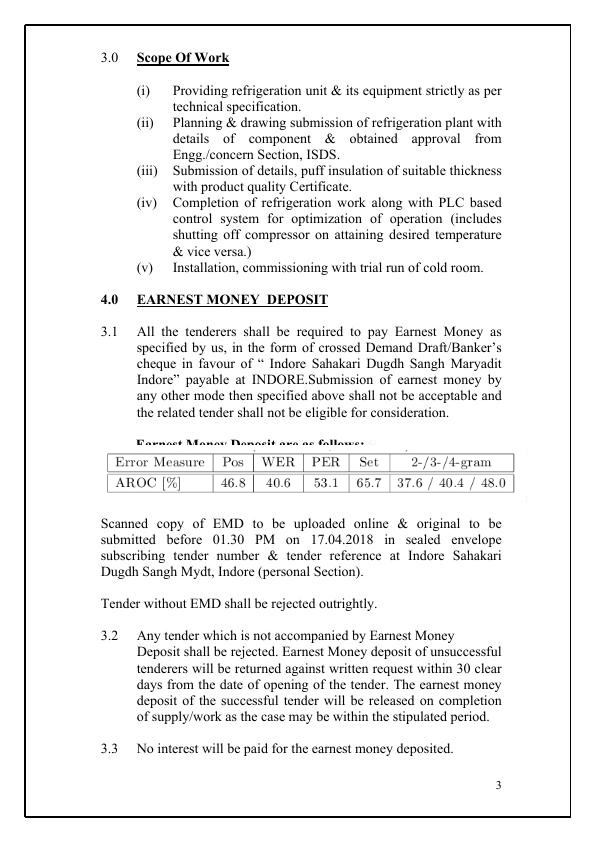 3.0 Scope Of Work
(i) Providing refrigeration unit & its equipment strictly as per
technical specification.
(ii) Planning & drawing submission of refrigeration plant with
details of component & obtained approval from
Engg./concern Section, ISDS.
(iii) Submission of details, puff insulation of suitable thickness
with product quality Certificate.
(iv) Completion of refrigeration work along with PLC based
control system for optimization of operation (includes
shutting off compressor on attaining desired temperature
& vice versa.)
(v) Installation, commissioning with trial run of cold room.
4.0 EARNEST MONEY DEPOSIT
3.1 All the tenderers shall be required to pay Earnest Money as
specified by us, in the form of crossed Demand Draft/Banker's
cheque in favour of “ Indore Sahakari Dugdh Sangh Maryadit
Indore” payable at INDORE.Submission of earnest money by
any other mode then specified above shall not be acceptable and
the related tender shall not be eligible for consideration.
Earnest Money Deposit are as follows:
Error Measure Pos WER PER Set 2-/3-/4-gram
AROC [%] 46.8 40.6 53.1 65.7 37.6 / 40.4 / 48.0
Scanned copy of EMD to be uploaded online & original to be
submitted before 01.30 PM on 17.04.2018 in sealed envelope
subscribing tender number & tender reference at Indore Sahakari
Dugdh Sangh Mydt, Indore (personal Section).
Tender without EMD shall be rejected outrightly.
3.2 Any tender which is not accompanied by Earnest Money
Deposit shall be rejected. Earnest Money deposit of unsuccessful
tenderers will be returned against written request within 30 clear
days from the date of opening of the tender. The earnest money
deposit of the successful tender will be released on completion
of supply/work as the case may be within the stipulated period.
3.3 No interest will be paid for the earnest money deposited.
3